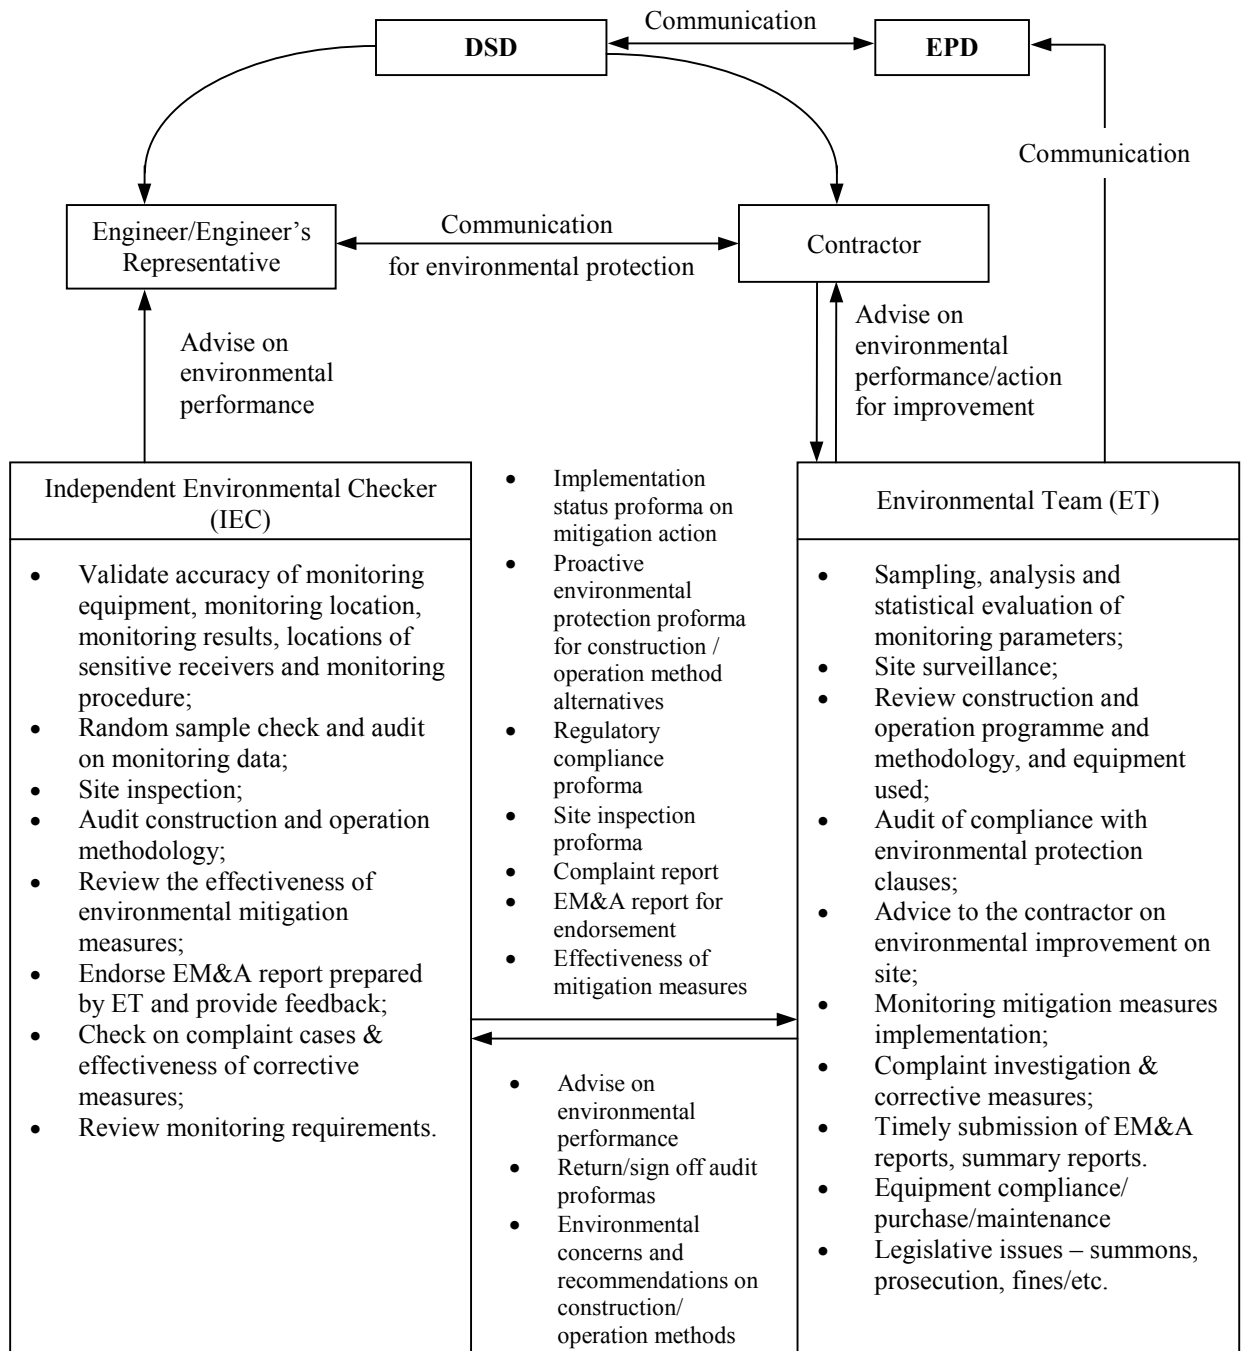 Communication
DSD
EPD
Communication
Engineer/Engineer’s
Representative
Communication
for environmental protection
Contractor
Advise on
environmental
performance
Advise on
environmental
performance/action
for improvement
Independent Environmental Checker
(IEC)
• Validate accuracy of monitoring
equipment, monitoring location,
monitoring results, locations of
sensitive receivers and monitoring
procedure;
• Random sample check and audit
on monitoring data;
• Site inspection;
• Audit construction and operation
methodology;
• Review the effectiveness of
environmental mitigation
measures;
• Endorse EM&A report prepared
by ET and provide feedback;
• Check on complaint cases &
effectiveness of corrective
measures;
• Review monitoring requirements.
• Implementation
status proforma on
mitigation action
• Proactive
environmental
protection proforma
for construction /
operation method
alternatives
• Regulatory
compliance
proforma
• Site inspection
proforma
• Complaint report
• EM&A report for
endorsement
• Effectiveness of
mitigation measures
• Advise on
environmental
performance
• Return/sign off audit
proformas
• Environmental
concerns and
recommendations on
construction/
operation methods
Environmental Team (ET)
• Sampling, analysis and
statistical evaluation of
monitoring parameters;
• Site surveillance;
• Review construction and
operation programme and
methodology, and equipment
used;
• Audit of compliance with
environmental protection
clauses;
• Advice to the contractor on
environmental improvement on
site;
• Monitoring mitigation measures
implementation;
• Complaint investigation &
corrective measures;
• Timely submission of EM&A
reports, summary reports.
• Equipment compliance/
purchase/maintenance
• Legislative issues – summons,
prosecution, fines/etc.